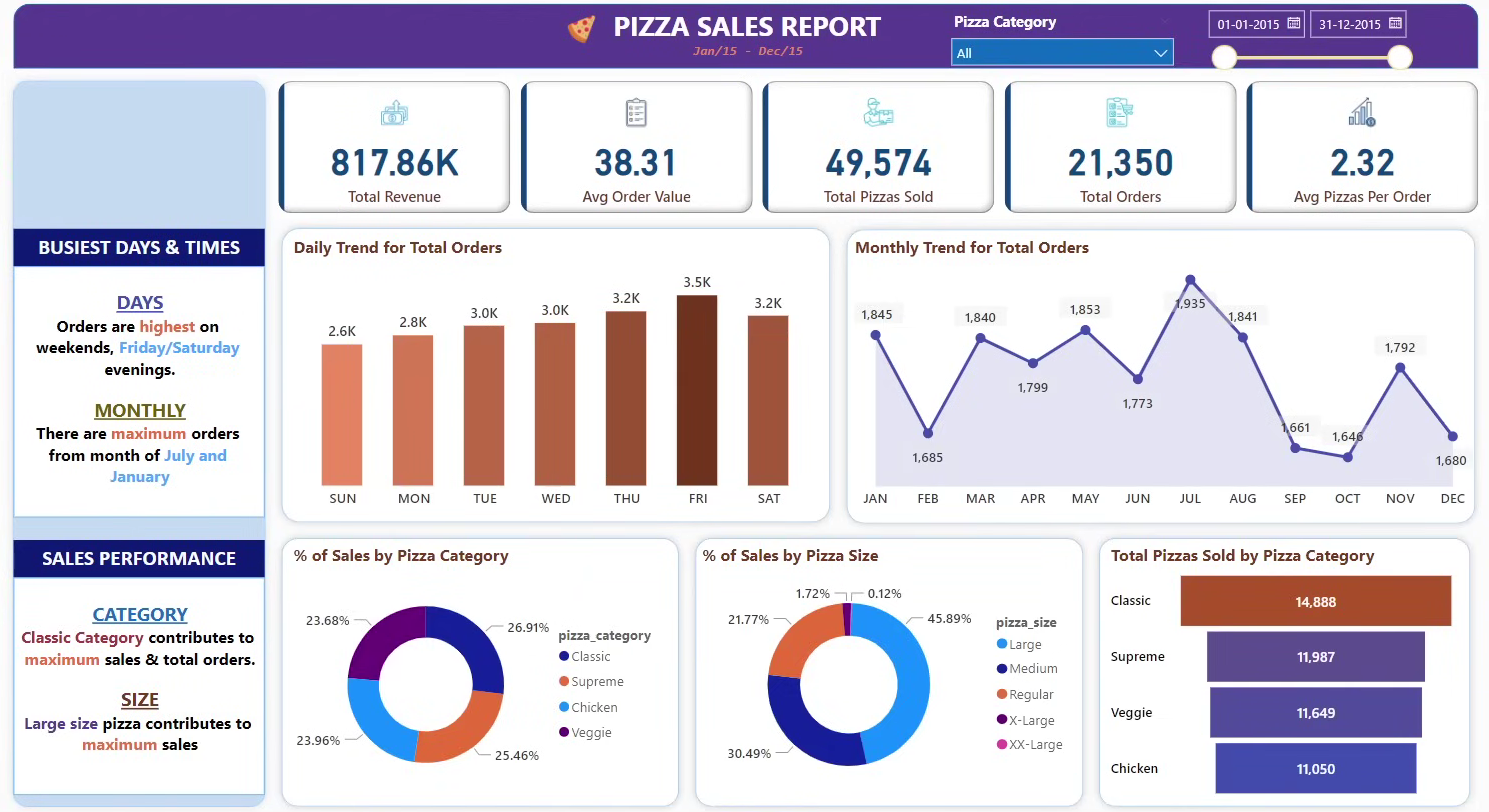 PIZZA SALES REPORT
Jan/15 - Dec/15
Pizza Category
All
01-01-2015
31-12-2015
817.86K
Total Revenue
38.31
Avg Order Value
49,574
Total Pizzas Sold
21,350
Total Orders
2.32
Avg Pizzas Per Order
BUSIEST DAYS & TIMES
DAYS
Orders are highest on
weekends, Friday/Saturday
evenings.
MONTHLY
There are maximum orders
from month of July and
January
SALES PERFORMANCE
CATEGORY
Classic Category contributes to
maximum sales & total orders.
SIZE
Large size pizza contributes to
maximum sales
Daily Trend for Total Orders
2.6K
2.8K
3.0K
3.0K
3.2K
3.5K
3.2K
SUN MON TUE WED THU FRI SAT
Monthly Trend for Total Orders
1,845
1,685
1,840
1,799
1,853
1,773
1,935
1,841
1,661
1,646
1,792
1,680
JAN FEB MAR APR MAY JUN JUL AUG SEP OCT NOV DEC
% of Sales by Pizza Category
23.68%
26.91%
23.96%
25.46%
pizza_category
Classic
Supreme
Chicken
Veggie
% of Sales by Pizza Size
1.72%
0.12%
21.77%
45.89%
30.49%
pizza_size
Large
Medium
Regular
X-Large
XX-Large
Total Pizzas Sold by Pizza Category
Classic 14,888
Supreme 11,987
Veggie 11,649
Chicken 11,050